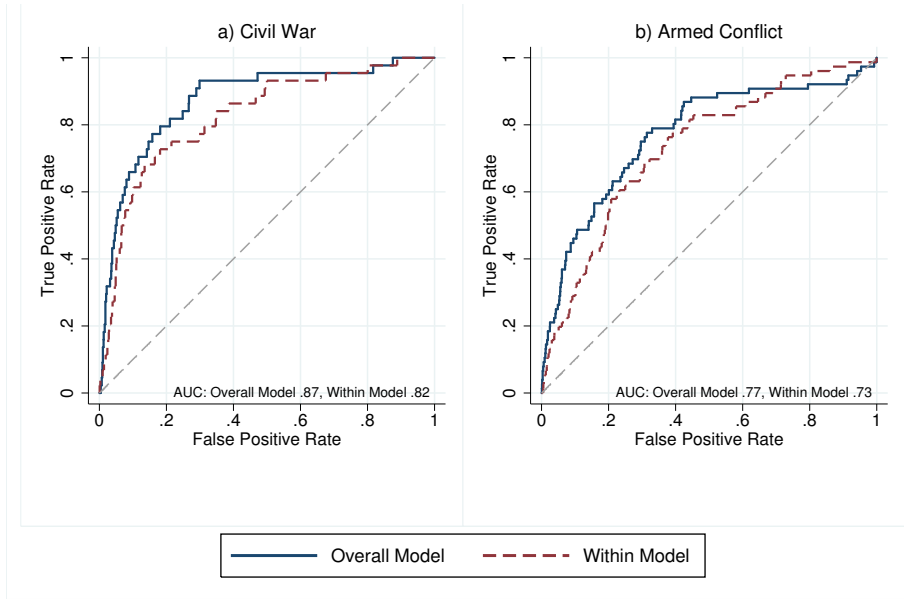 a) Civil War
True Positive Rate
1
.8
.6
.4
.2
0
AUC: Overall Model .87, Within Model .82
0 .2 .4 .6 .8 1
False Positive Rate
b) Armed Conflict
True Positive Rate
1
.8
.6
.4
.2
0
AUC: Overall Model .77, Within Model .73
0 .2 .4 .6 .8 1
False Positive Rate
Overall Model Within Model